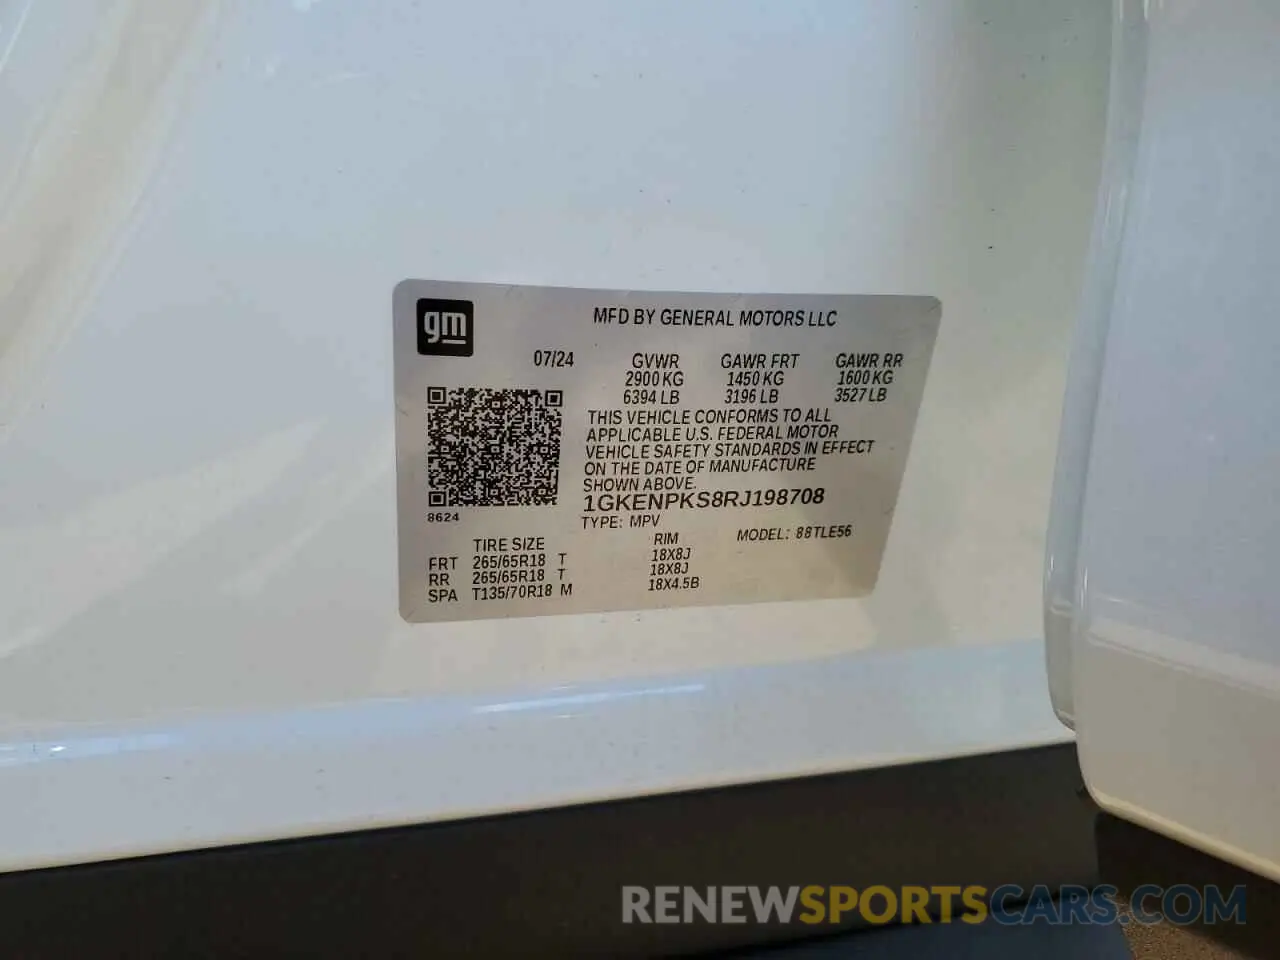 gm
MFD BY GENERAL MOTORS LLC
07/24 GVWR GAWR FRT GAWR RR
2900 KG 1450 KG 1600 KG
6394 LB 3196 LB 3527 LB
THIS VEHICLE CONFORMS TO ALL
APPLICABLE U.S. FEDERAL MOTOR
VEHICLE SAFETY STANDARDS IN EFFECT
ON THE DATE OF MANUFACTURE
SHOWN ABOVE.
1GKENPKS8RJ198708
8624
TYPE: MPV MODEL: 88TLE56
TIRE SIZE RIM
FRT 265/65R18 T 18X8J
RR 265/65R18 T 18X8J
SPA T135/70R18 M 18X4.5B
RENEWSPORTSCARS.COM